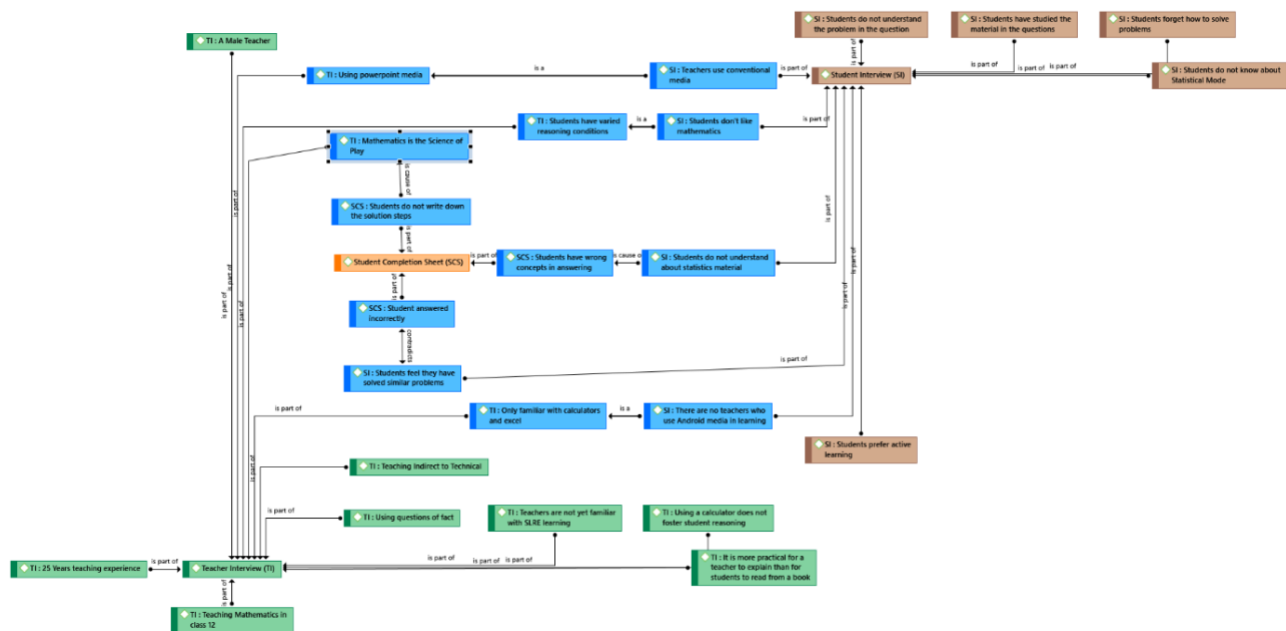 SI : Students do not understand
the problem in the question
SI : Students have studied the
material in the questions
SI : Students forget how to solve
problems
TI : A Male Teacher
is part of
TI : Using powerpoint media
is a
SI : Teachers use conventional
media
is part of
Student Interview (SI)
is part of
is part of
is part of
SI : Students do not know about
Statistical Mode
TI : Students have varied
reasoning conditions
is a
SI : Students don't like
mathematics
is part of
TI : Mathematics is the Science of
Play
is cause of
is part of
SCS : Students do not write down
the solution steps
is part of
is part of
Student Completion Sheet (SCS)
is part of
SCS : Students have wrong
concepts in answering
is cause o
SI : Students do not understand
about statistics material
is part of
is part of
is part of
SCS : Student answered
incorrectly
is part of
is part of
is part of
contradicts
is part of
SI : Students feel they have
solved similar problems
is part of
TI : Only familiar with calculators
and excel
is a
SI : There are no teachers who
use Android media in learning
SI : Students prefer active
learning
TI : Teaching Indirect to Technical
is part of
TI : Using questions of fact
is part of
TI : Teachers are not yet familiar
with SLRE learning
TI : Using a calculator does not
foster student reasoning
TI : 25 Years teaching experience
is part of
Teacher Interview (TI)
is part of
is part of
is part of
TI : It is more practical for a
teacher to explain than for
students to read from a book
is part of
TI : Teaching Mathematics in
class 12